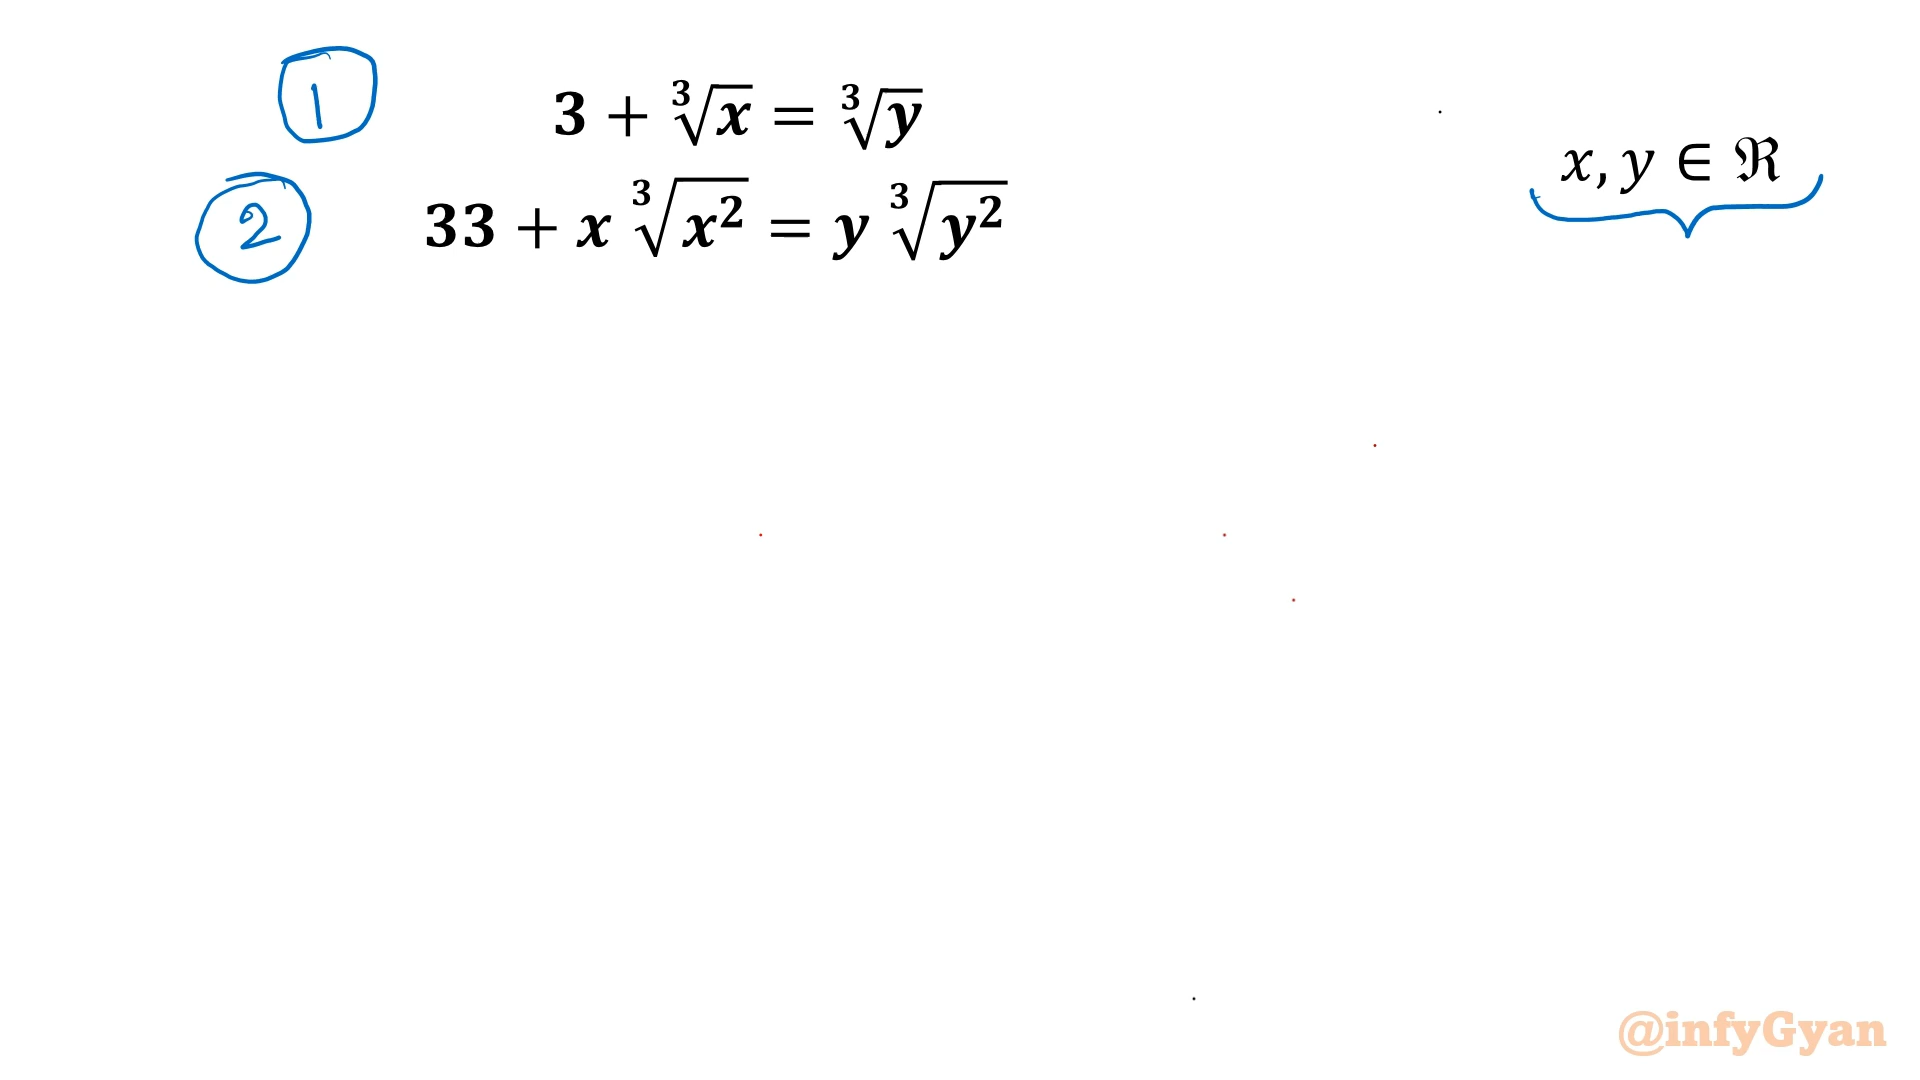 1
3 + ∛x = ∛y
2
33 + x ∛x² = y ∛y²
x, y ∈ ℜ
@infyGyan